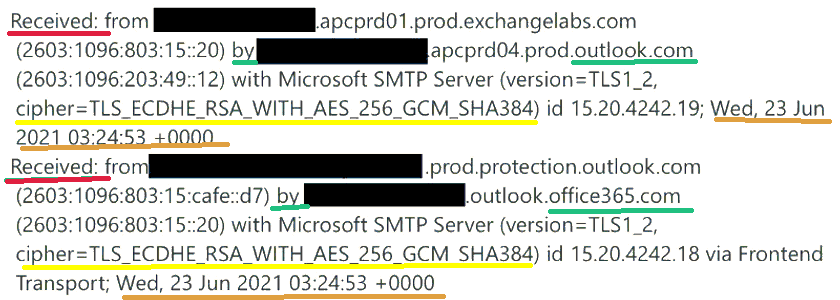 Received: from .apcprd01.prod.exchangelabs.com
(2603:1096:803:15::20) by .apcprd04.prod.outlook.com
(2603:1096:203:49::12) with Microsoft SMTP Server (version=TLS1_2,
cipher=TLS_ECDHE_RSA_WITH_AES_256_GCM_SHA384) id 15.20.4242.19; Wed, 23 Jun
2021 03:24:53 +0000
Received: from .prod.protection.outlook.com
(2603:1096:803:15:cafe::d7) by .outlook.office365.com
(2603:1096:803:15::20) with Microsoft SMTP Server (version=TLS1_2,
cipher=TLS_ECDHE_RSA_WITH_AES_256_GCM_SHA384) id 15.20.4242.18 via Frontend
Transport; Wed, 23 Jun 2021 03:24:53 +0000